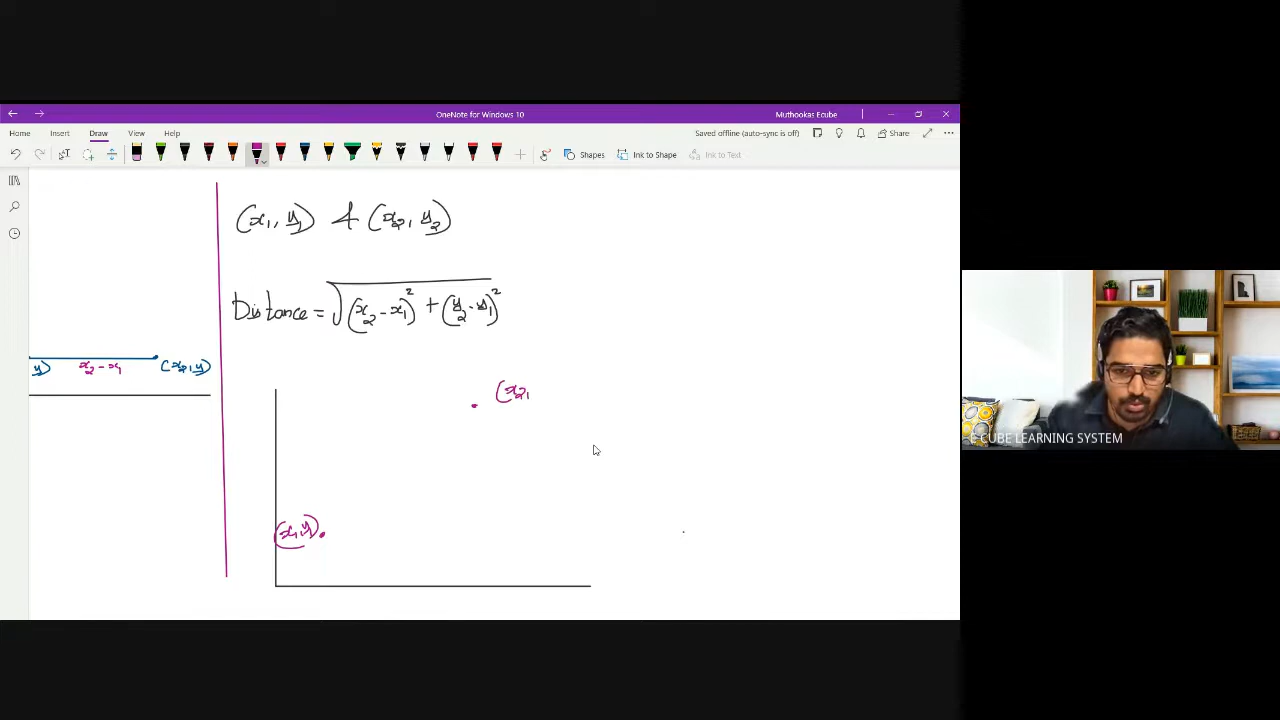 OneNote for Windows 10
Muthookas Ecube
Home Insert Draw View Help
Saved offline (auto-sync is off)
Share
Shapes
Ink to Shape
Ink to Text
(x₁, y₁) & (x₂, y₂)
Distance = √(x₂ - x₁)² + (y₂ - y₁)²
y) x₂ - x₁ (x₂, y)
(x₂,
(x₁, y₁)
E CUBE LEARNING SYSTEM